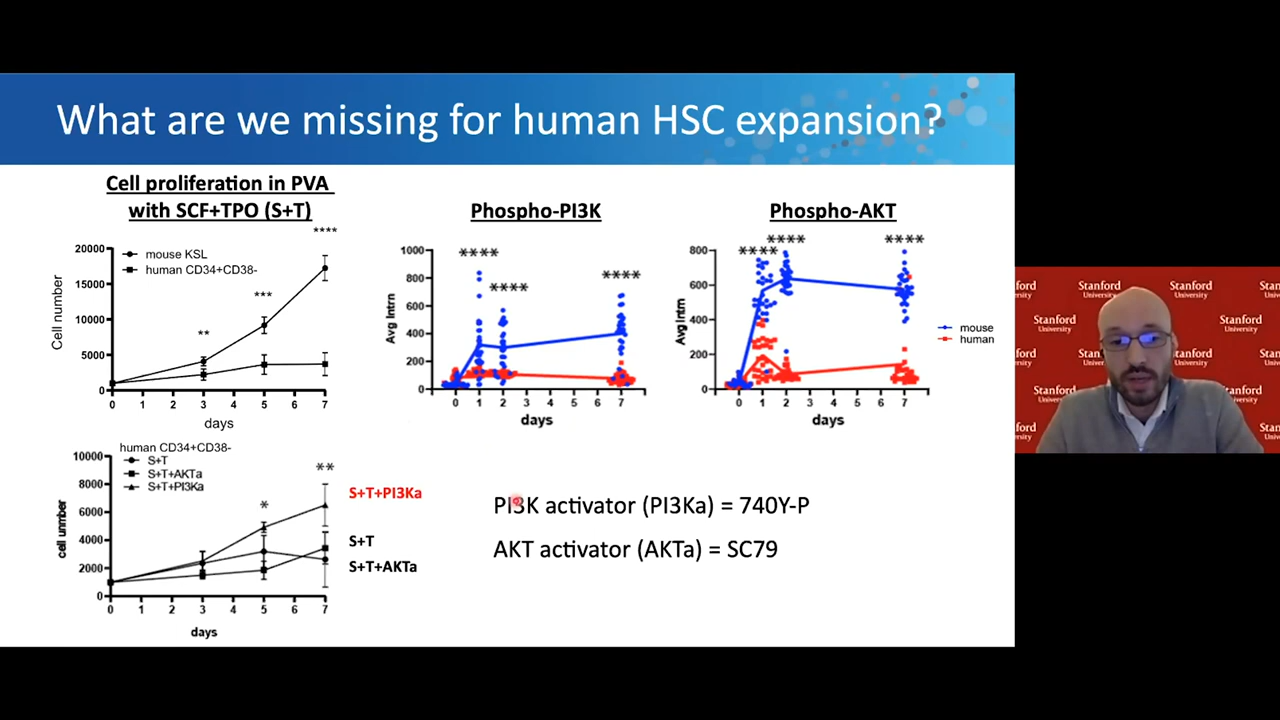 What are we missing for human HSC expansion?
Cell proliferation in PVA
with SCF+TPO (S+T)
****
20000
15000
10000
5000
0
Cell number
mouse KSL
human CD34+CD38-
**
***
0 1 2 3 4 5 6 7
days
Phospho-PI3K
1000
800
600
400
200
0
Avg Intrn
****
****
****
0 1 2 3 4 5 6 7
days
Phospho-AKT
800
600
400
200
0
Avg Intrn
****
****
****
0 1 2 3 4 5 6 7
days
mouse
human
human CD34+CD38-
S+T
S+T+AKTa
S+T+PI3Ka
10000
8000
6000
4000
2000
0
cell unmber
*
**
0 1 2 3 4 5 6 7
days
S+T+PI3Ka
S+T
S+T+AKTa
PI3K activator (PI3Ka) = 740Y-P
AKT activator (AKTa) = SC79
Stanford
University